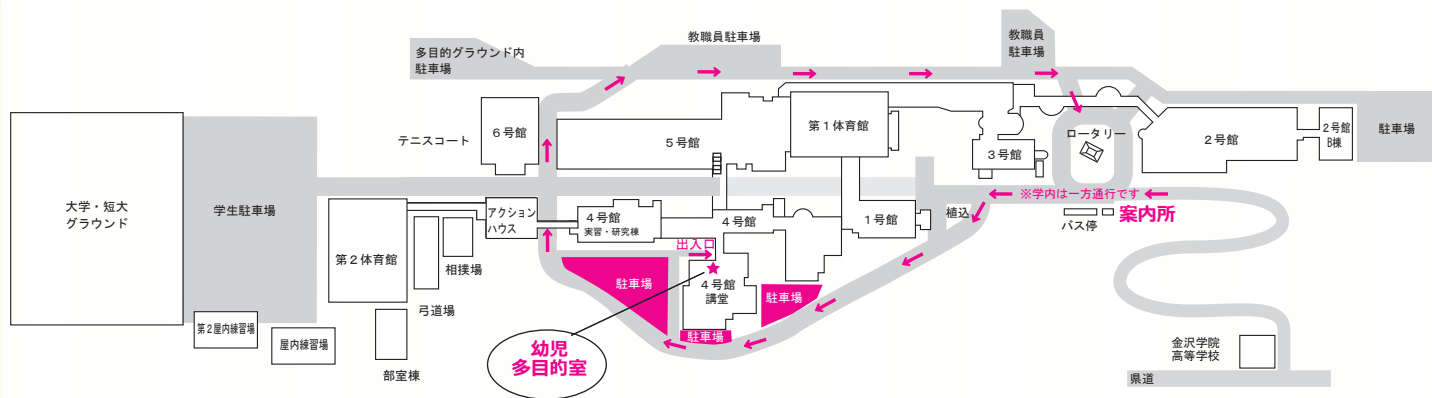 多目的グラウンド内
駐車場
教職員駐車場
教職員
駐車場
テニスコート
6号館
5号館
第1体育館
3号館
ロータリー
2号館
2号館
B棟
駐車場
大学・短大
グラウンド
学生駐車場
第2体育館
アクション
ハウス
4号館
実習・研究棟
4号館
1号館
植込
※学内は一方通行です
バス停
案内所
相撲場
弓道場
出入口
駐車場
4号館
講堂
駐車場
駐車場
第2屋内練習場
屋内練習場
部室棟
幼児
多目的室
金沢学院
高等学校
県道